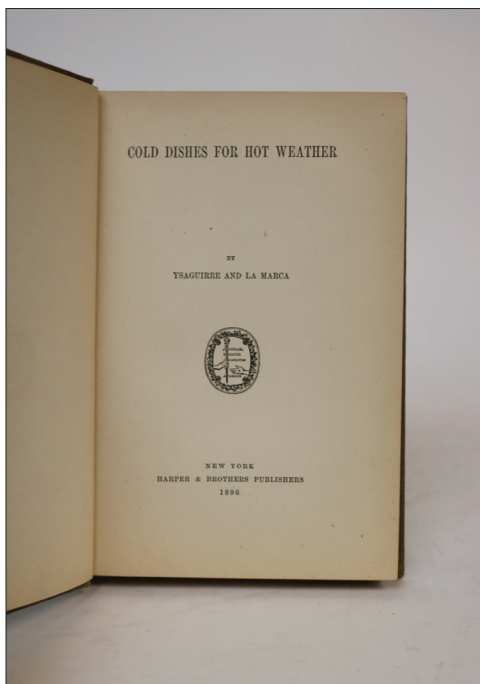 COLD DISHES FOR HOT WEATHER
BY
YSAGUIRRE AND LA MARCA
NEW YORK
HARPER & BROTHERS PUBLISHERS
1896